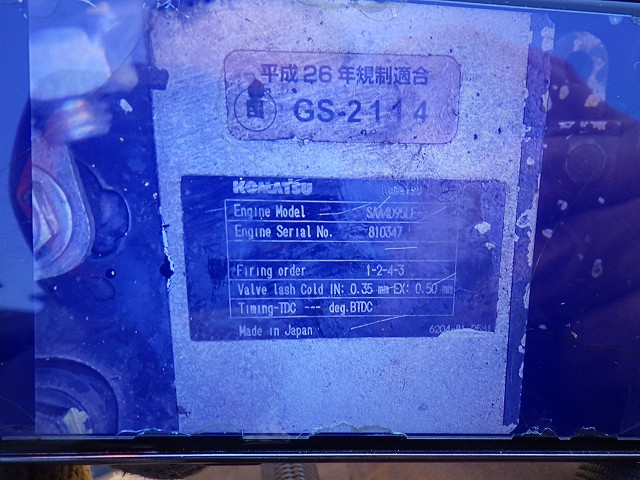 平成26年規制適合
国 GS-2114
KOMATSU
Engine Model
Engine Serial No. 810347
Firing order 1-2-4-3
Valve lash Cold IN: 0.35 mm EX: 0.50 mm
Timing-TDC --- deg.BTDC
Made in Japan